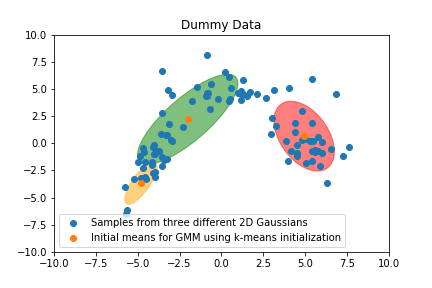 Dummy Data
10.0
7.5
5.0
2.5
0.0
−2.5
−5.0
−7.5
−10.0
Samples from three different 2D Gaussians
Initial means for GMM using k-means initialization
−10.0 −7.5 −5.0 −2.5 0.0 2.5 5.0 7.5 10.0